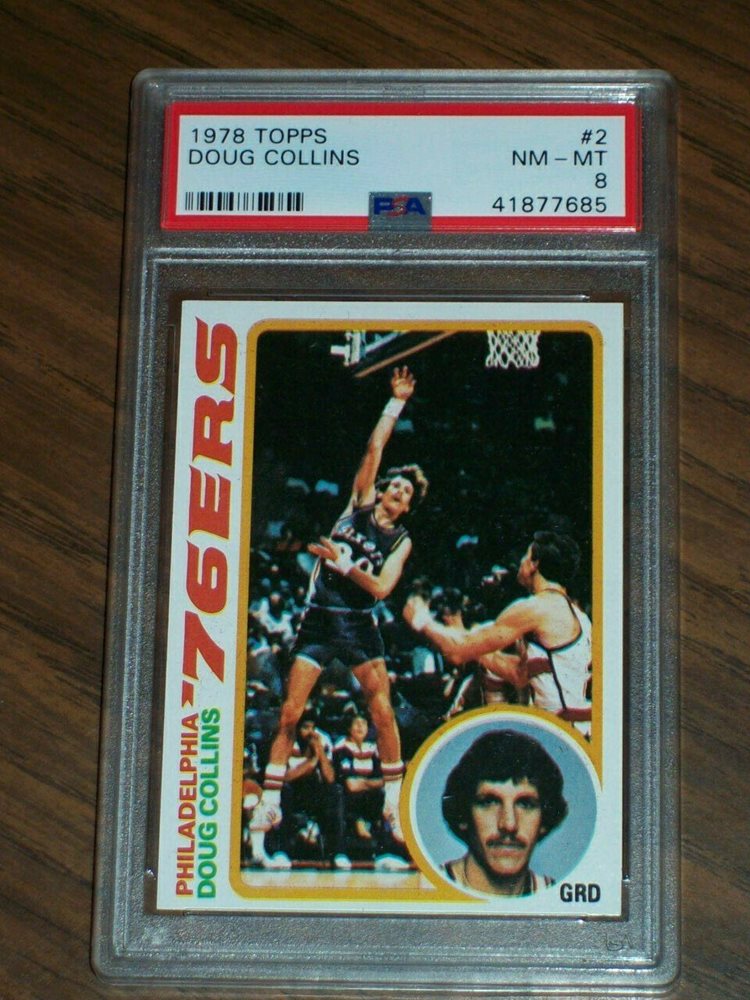 1978 TOPPS #2
DOUG COLLINS NM - MT
8
PSA 41877685
PHILADELPHIA '76ERS
DOUG COLLINS
GRD